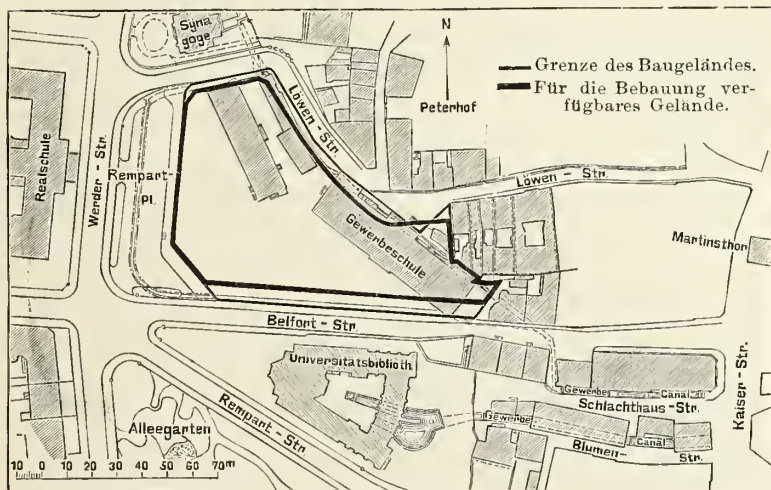 Syna
goge
N
Grenze des Baugeländes.
Für die Bebauung ver-
fügbares Gelände.
Peterhof
Löwen - Str.
Realschule
Werder - Str.
Rempart-
Pl.
Löwen - Str.
Gewerbeschule
Martinsthor
Belfort - Str.
Universitätsbiblioth.
Rempart - Str.
Alleegarten
Gewerbe
Canal
Schlachthaus - Str.
Gewerbe
Canal
Blumen-
Str.
Kaiser - Str.
10 0 10 20 30 40 50 60 70m